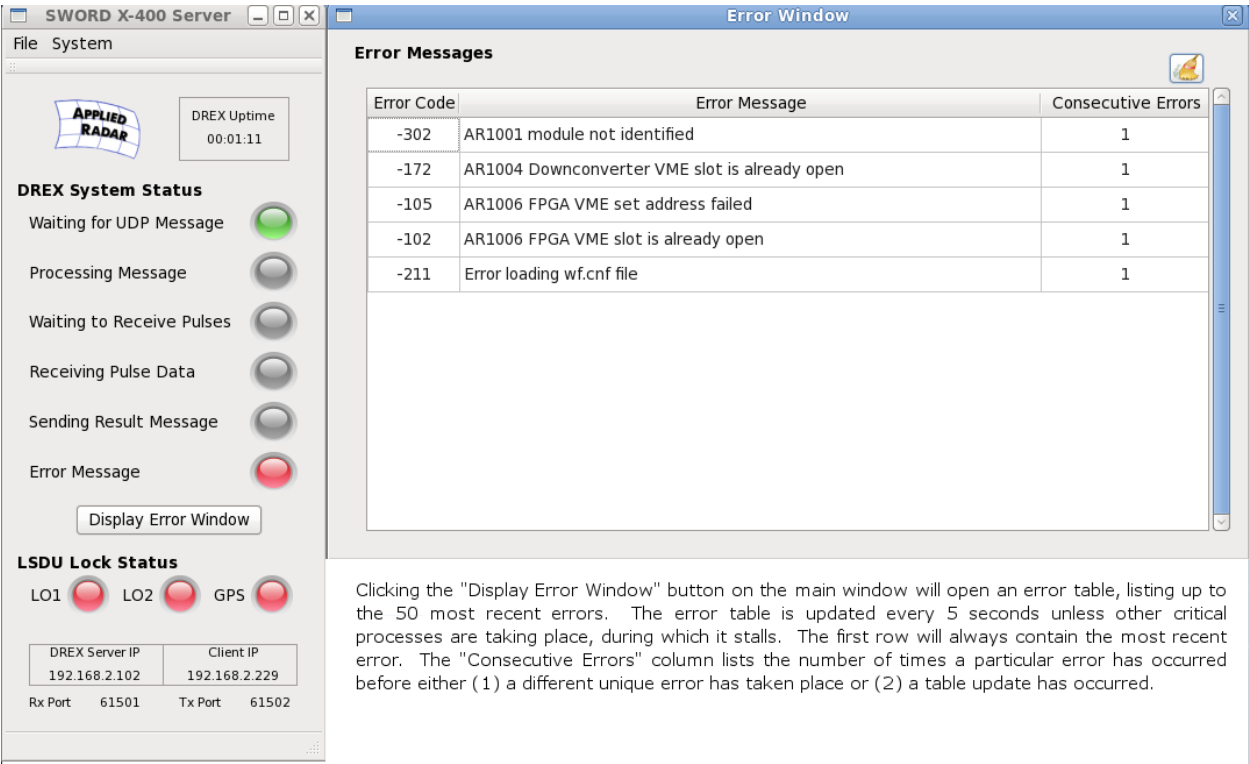 SWORD X-400 Server
File System
APPLIED
RADAR
DREX Uptime
00:01:11
DREX System Status
Waiting for UDP Message
Processing Message
Waiting to Receive Pulses
Receiving Pulse Data
Sending Result Message
Error Message
Display Error Window
LSDU Lock Status
LO1 LO2 GPS
DREX Server IP Client IP
192.168.2.102 192.168.2.229
Rx Port 61501 Tx Port 61502
Error Window
Error Messages
Error Code Error Message Consecutive Errors
-302 AR1001 module not identified 1
-172 AR1004 Downconverter VME slot is already open 1
-105 AR1006 FPGA VME set address failed 1
-102 AR1006 FPGA VME slot is already open 1
-211 Error loading wf.cnf file 1
Clicking the "Display Error Window" button on the main window will open an error table, listing up to
the 50 most recent errors. The error table is updated every 5 seconds unless other critical
processes are taking place, during which it stalls. The first row will always contain the most recent
error. The "Consecutive Errors" column lists the number of times a particular error has occurred
before either (1) a different unique error has taken place or (2) a table update has occurred.